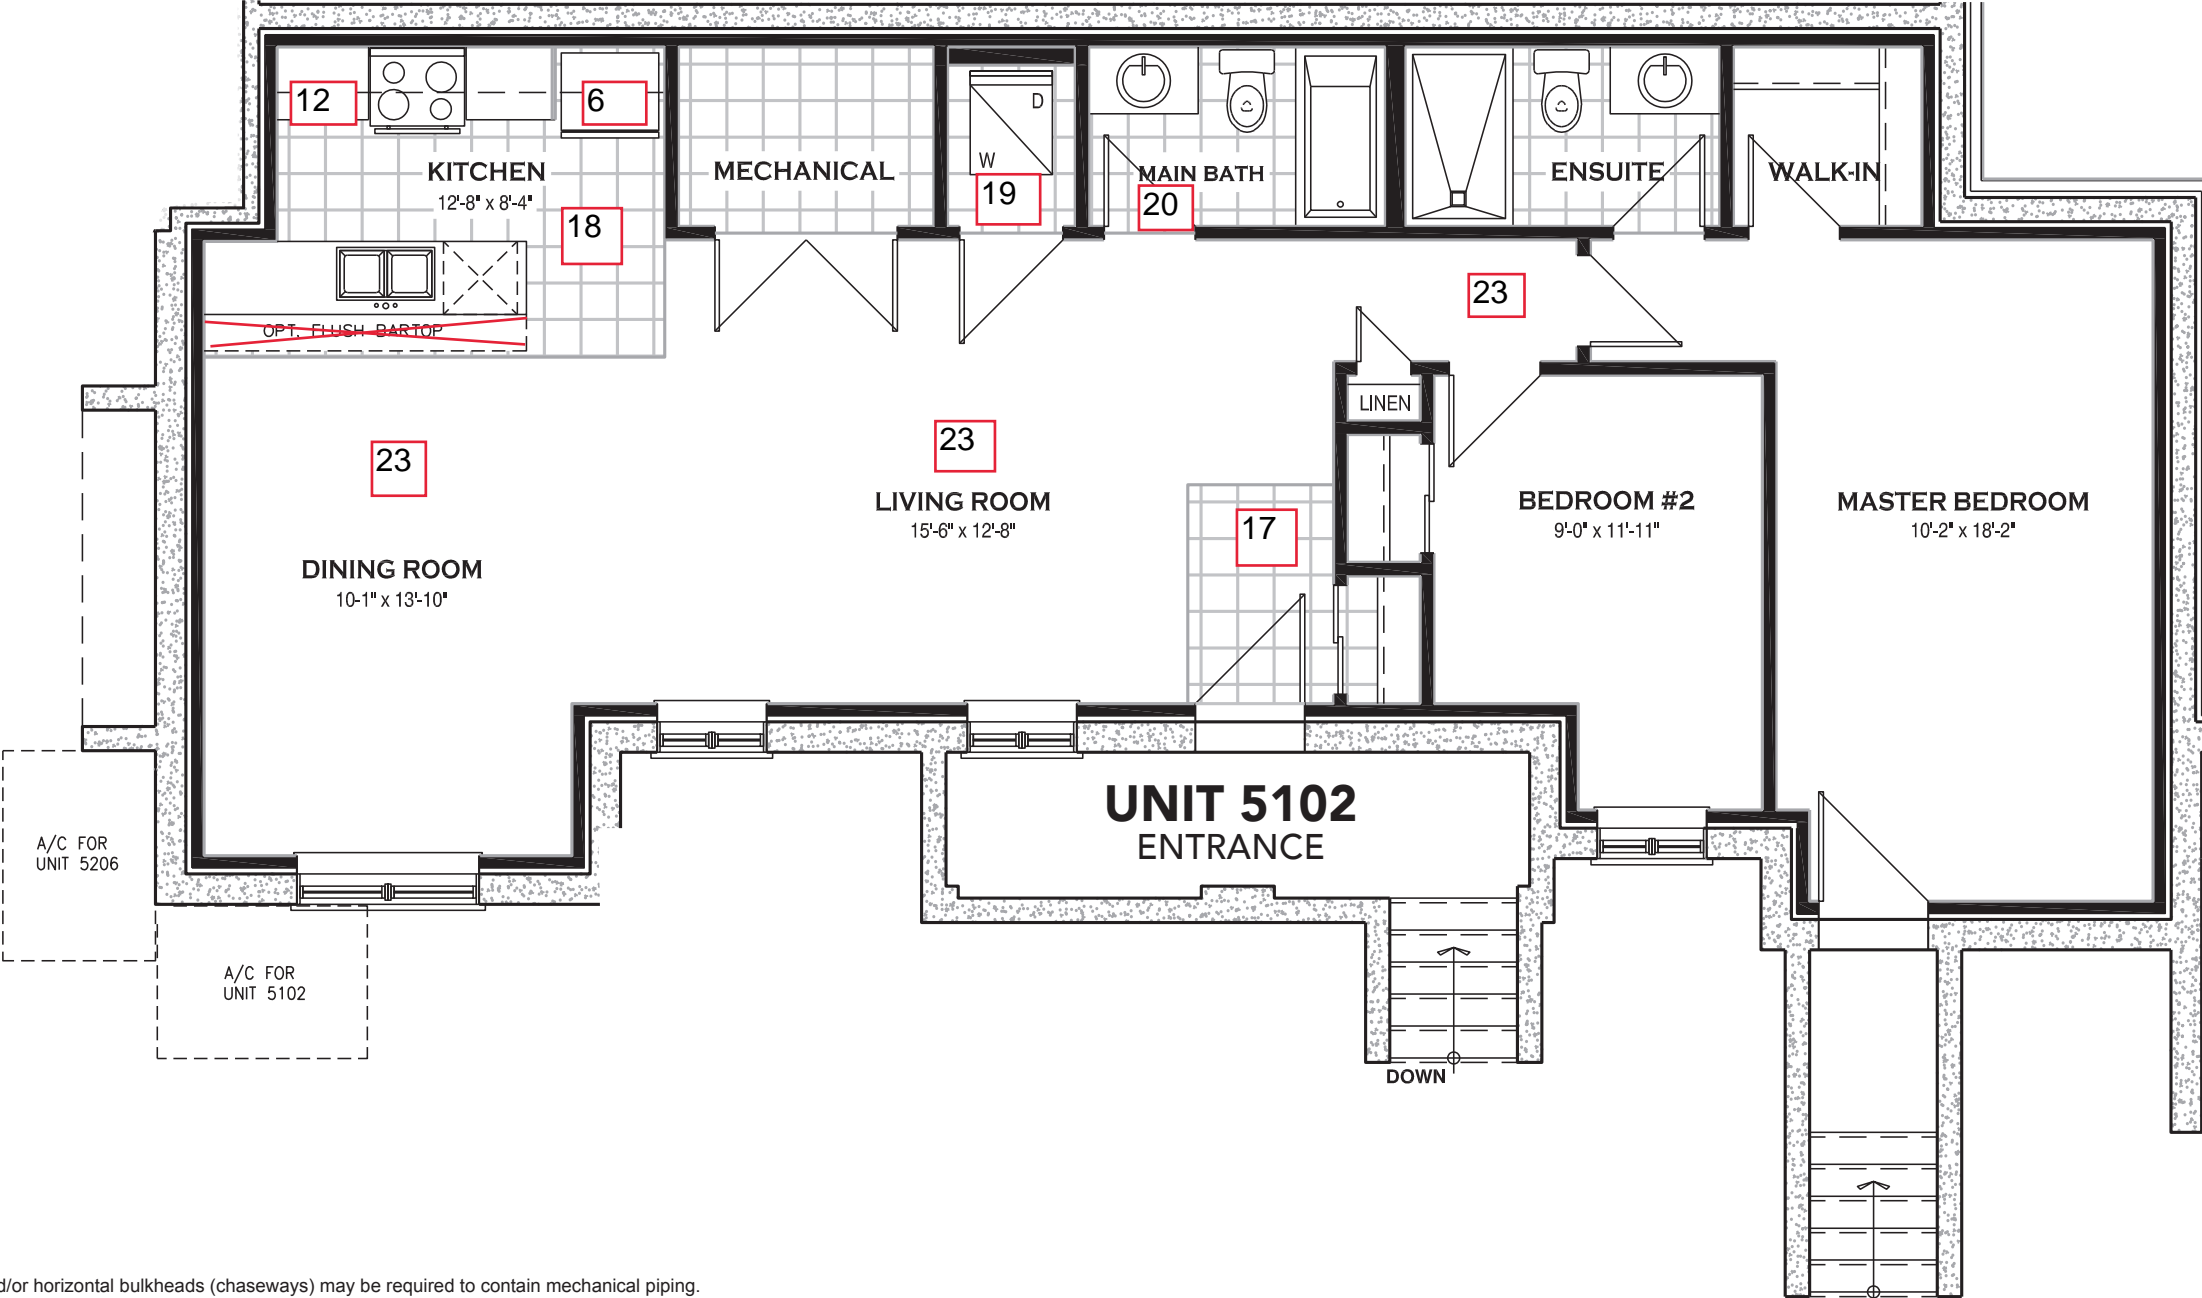 12
6
D
W
KITCHEN
12'-8" x 8'-4"
MECHANICAL
19
MAIN BATH
20
ENSUITE
WALK-IN
18
OPT. FLUSH BARTOP
23
LINEN
23
23
LIVING ROOM
15'-6" x 12'-8"
17
BEDROOM #2
9'-0" x 11'-11"
MASTER BEDROOM
10'-2" x 18'-2"
DINING ROOM
10-1" x 13'-10"
UNIT 5102
ENTRANCE
A/C FOR
UNIT 5206
A/C FOR
UNIT 5102
DOWN
d/or horizontal bulkheads (chaseways) may be required to contain mechanical piping.